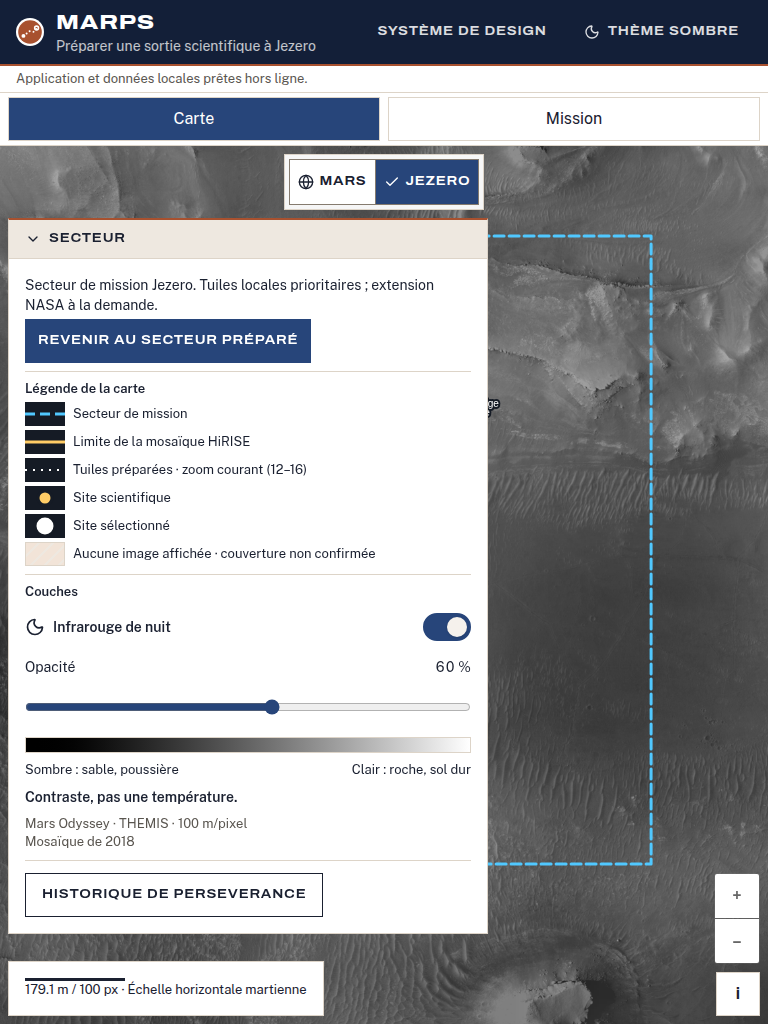 MARPS
Préparer une sortie scientifique à Jezero
SYSTÈME DE DESIGN
THÈME SOMBRE
Application et données locales prêtes hors ligne.
Carte
Mission
MARS
JEZERO
SECTEUR
Secteur de mission Jezero. Tuiles locales prioritaires ; extension
NASA à la demande.
REVENIR AU SECTEUR PRÉPARÉ
Légende de la carte
Secteur de mission
Limite de la mosaïque HiRISE
Tuiles préparées · zoom courant (12–16)
Site scientifique
Site sélectionné
Aucune image affichée · couverture non confirmée
Couches
Infrarouge de nuit
Opacité
60 %
Sombre : sable, poussière
Clair : roche, sol dur
Contraste, pas une température.
Mars Odyssey · THEMIS · 100 m/pixel
Mosaïque de 2018
HISTORIQUE DE PERSEVERANCE
179.1 m / 100 px · Échelle horizontale martienne
+
−
i